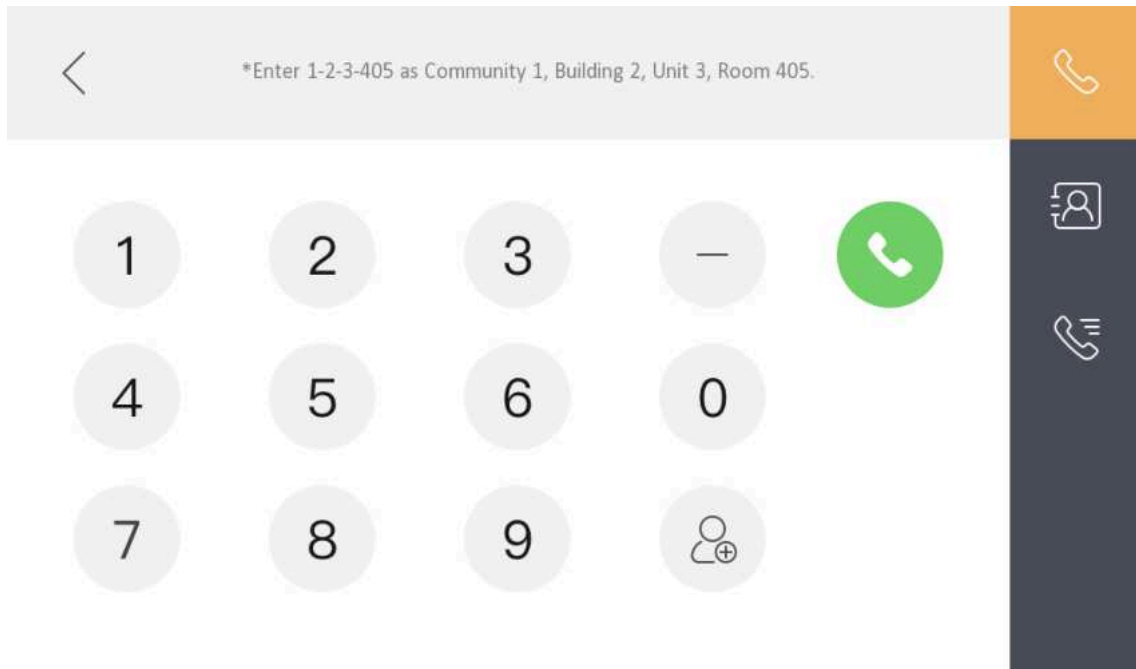 *Enter 1-2-3-405 as Community 1, Building 2, Unit 3, Room 405.
1 2 3 —
4 5 6 0
7 8 9